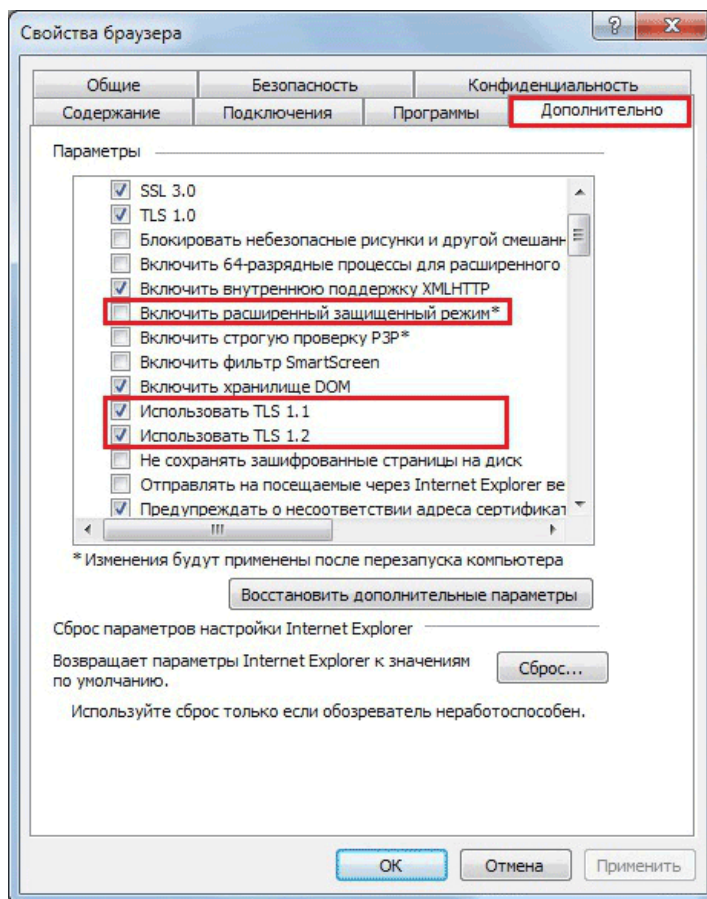 Свойства браузера
Общие
Безопасность
Конфиденциальность
Содержание
Подключения
Программы
Дополнительно
Параметры
SSL 3.0
TLS 1.0
Блокировать небезопасные рисунки и другой
Включить 64-разрядные процессы для расширенного
Включить внутреннюю поддержку XMLHTTP
Включить расширенный защищенный режим*
Включить строгую проверку P3P*
Включить фильтр SmartScreen
Включить хранилище DOM
Использовать TLS 1.1
Использовать TLS 1.2
Не сохранять зашифрованные страницы на диск
Отправлять на посещаемые через Internet Explorer ве
Предупреждать о несоответствии адреса сертификат
* Изменения будут применены после перезапуска компьютера
Восстановить дополнительные параметры
Сброс параметров настройки Internet Explorer
Возвращает параметры Internet Explorer к значениям
по умолчанию.
Сброс...
Используйте сброс только если обозреватель неработоспособен.
ОК
Отмена
Применить